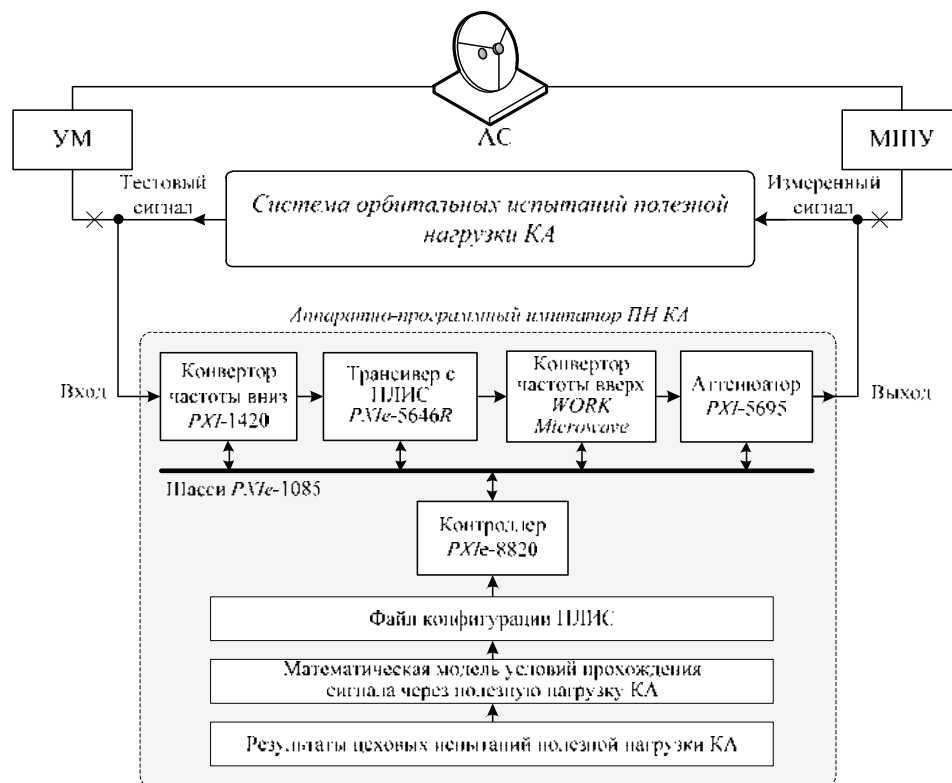 УМ
АС
МШУ
Тестовый
сигнал
Система орбитальных испытаний полезной
нагрузки КА
Измеренный
сигнал
Аппаратно-программный имитатор ПН КА
Вход
Конвертор
частоты вниз
PXI-1420
Трансивер с
ПЛИС
PXIe-5646R
Конвертор
частоты вверх
WORK
Microwave
Аттенюатор
PXI-5695
Выход
Шасси PXIe-1085
Контроллер
PXIe-8820
Файл конфигурации ПЛИС
Математическая модель условий прохождения
сигнала через полезную нагрузку КА
Результаты цеховых испытаний полезной нагрузки КА